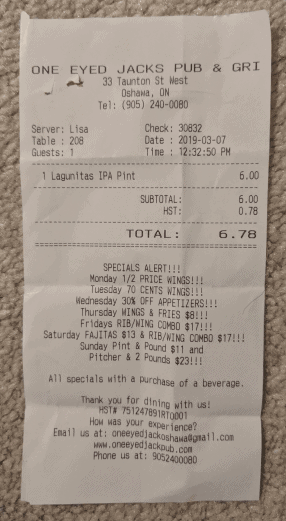 ONE EYED JACKS PUB & GRI
33 Taunton St West
Oshawa, ON
Tel: (905) 240-0080
Server: Lisa Check: 30832
Table : 208 Date : 2019-03-07
Guests: 1 Time : 12:32:50 PM
1 Lagunitas IPA Pint 6.00
SUBTOTAL: 6.00
HST: 0.78
TOTAL: 6.78
SPECIALS ALERT!!!
Monday 1/2 PRICE WINGS!!!
Tuesday 70 CENTS WINGS!!!
Wednesday 30% OFF APPETIZERS!!!
Thursday WINGS & FRIES $8!!!
Fridays RIB/WING COMBO $17!!!
Saturday FAJITAS $13 & RIB/WING COMBO $17!!!
Sunday Pint & Pound $11 and
Pitcher & 2 Pounds $23!!!
All specials with a purchase of a beverage.
Thank you for dining with us!
HST# 751247891RT0001
How was your experience?
Email us at: oneeyedjackoshawa@gmail.com
www.oneeyedjackpub.com
Phone us at: 9052400080